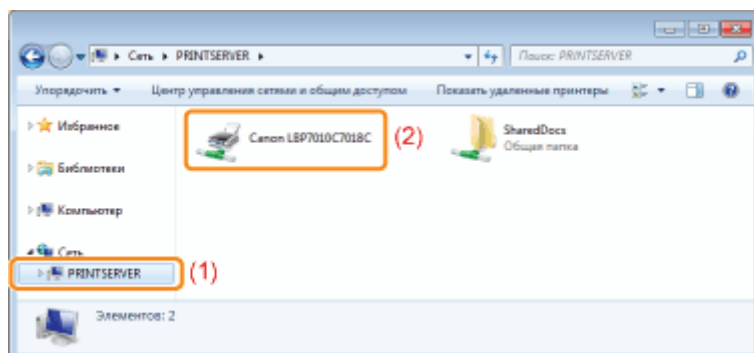 Сеть ▸ PRINTSERVER ▸
Поиск: PRINTSERVER
Упорядочить
Центр управления сетями и общим доступом
Показать удаленные принтеры
Избранное
Canon LBP7010C7018C
(2)
SharedDocs
Общая папка
Библиотеки
Компьютер
Сеть
PRINTSERVER
(1)
Элементов: 2